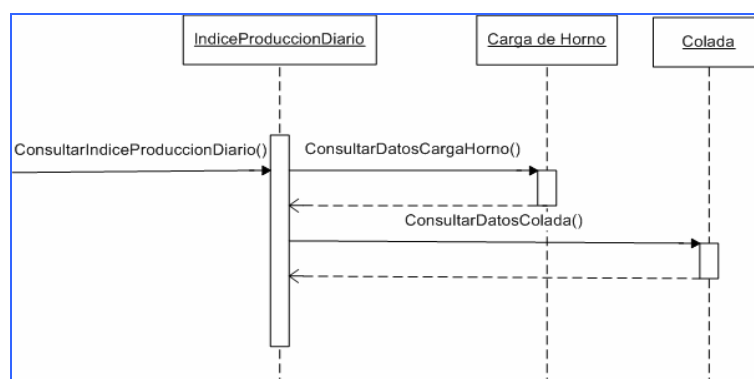 IndiceProduccionDiario
Carga de Horno
Colada
ConsultarIndiceProduccionDiario()
ConsultarDatosCargaHorno()
ConsultarDatosColada()